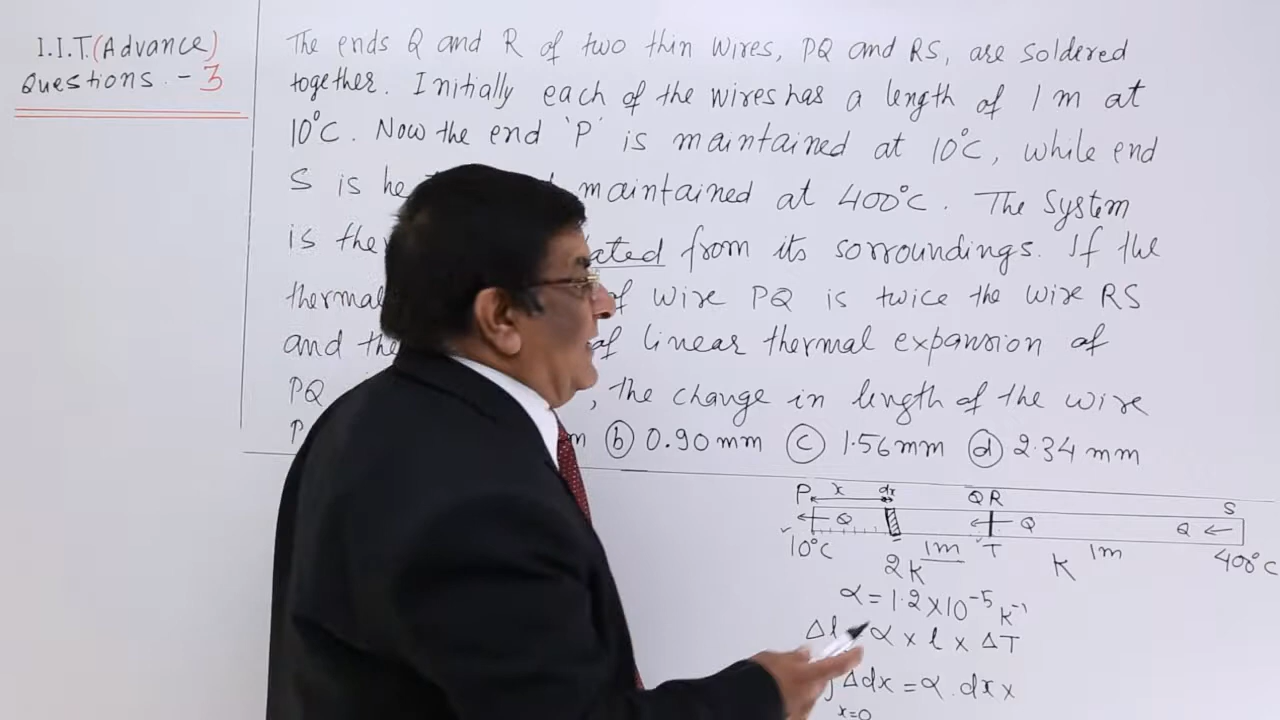 I.I.T. (Advance)
Questions. - 3
The ends Q and R of two thin wires, PQ and RS, are soldered
together. Initially each of the wires has a length of 1 m at
10°C. Now the end 'P' is maintained at 10°C, while end
S is he maintained at 400°C. The System
is the ated from its sorroundings. If the
thermal of wire PQ is twice the wire RS
and the of linear thermal expansion of
PQ , the change in length of the wire
P m (b) 0.90 mm (c) 1.56 mm (d) 2.34 mm
P x dx Q R S
Q Q Q
10°C 1m T 1m 400°C
2K K
α = 1.2 × 10⁻⁵ K⁻¹
Δl α × l × ΔT
Δdx = α . dx ×
x=0